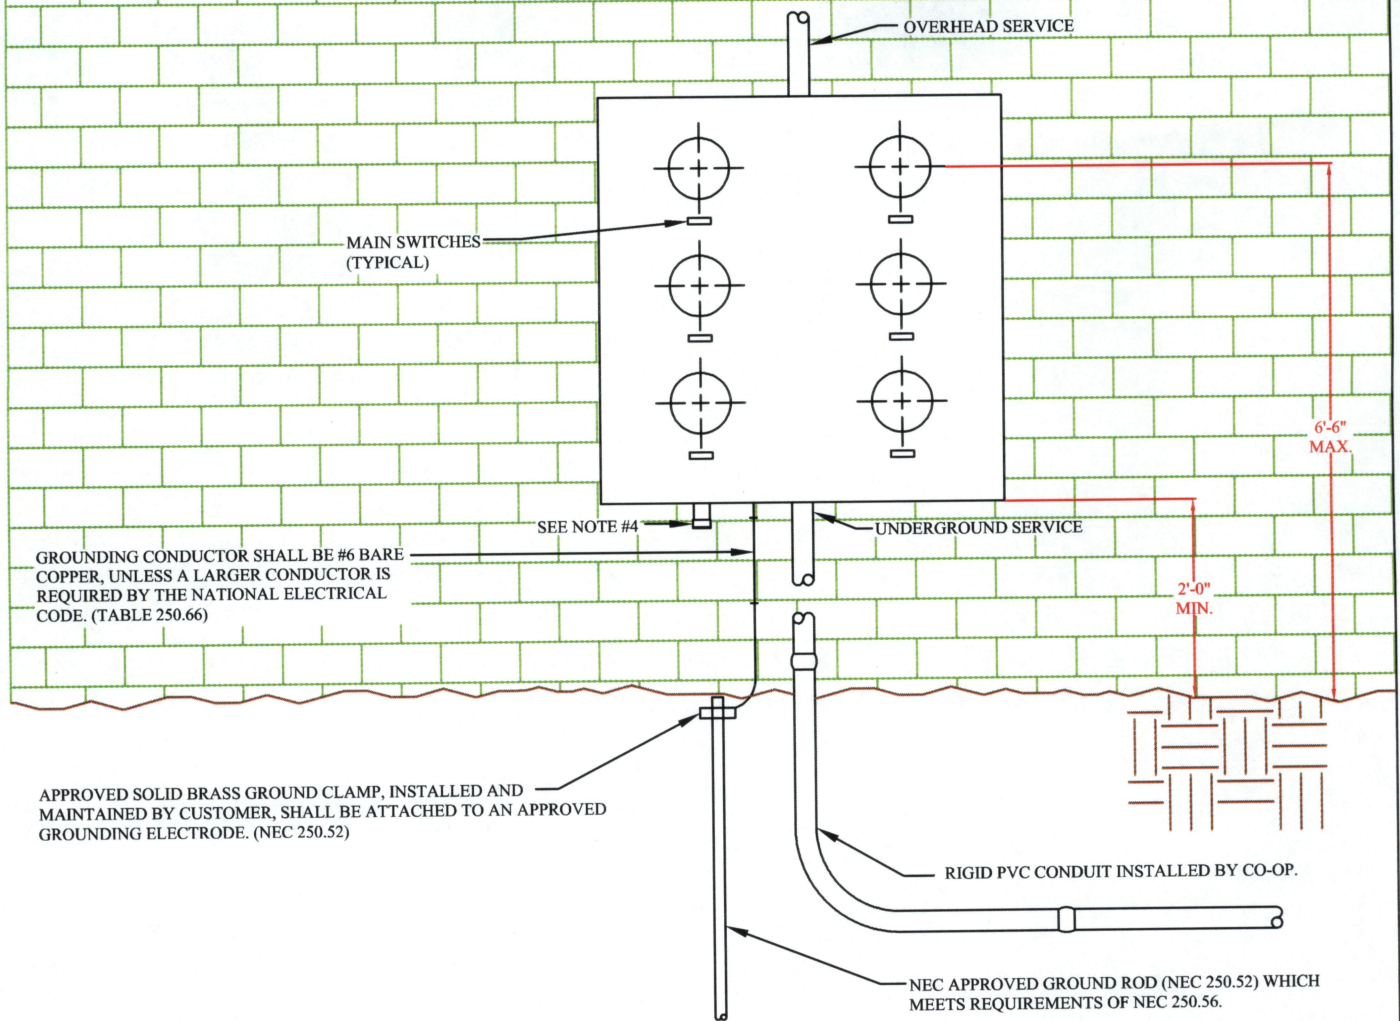 OVERHEAD SERVICE
MAIN SWITCHES
(TYPICAL)
6'-6"
MAX.
SEE NOTE #4
UNDERGROUND SERVICE
GROUNDING CONDUCTOR SHALL BE #6 BARE
COPPER, UNLESS A LARGER CONDUCTOR IS
REQUIRED BY THE NATIONAL ELECTRICAL
CODE. (TABLE 250.66)
2'-0"
MIN.
APPROVED SOLID BRASS GROUND CLAMP, INSTALLED AND
MAINTAINED BY CUSTOMER, SHALL BE ATTACHED TO AN APPROVED
GROUNDING ELECTRODE. (NEC 250.52)
RIGID PVC CONDUIT INSTALLED BY CO-OP.
NEC APPROVED GROUND ROD (NEC 250.52) WHICH
MEETS REQUIREMENTS OF NEC 250.56.